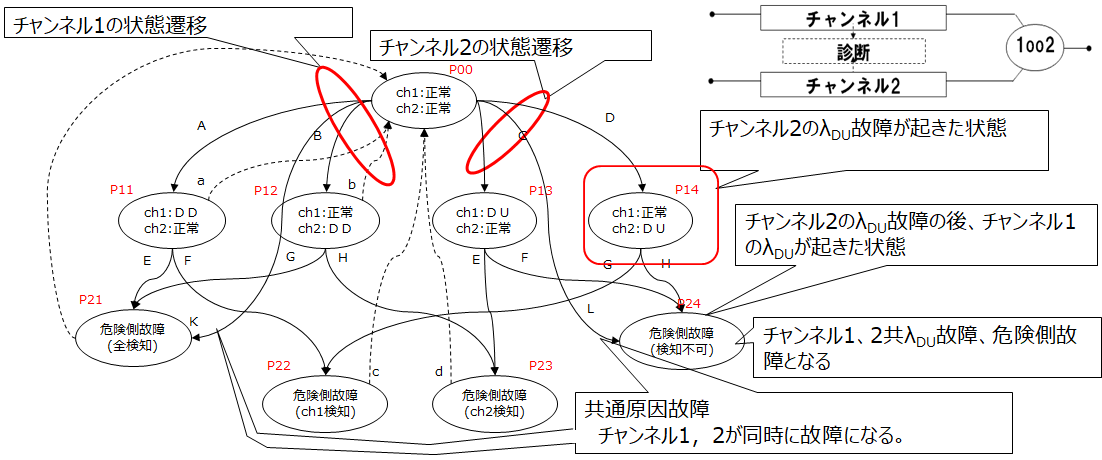 チャンネル1の状態遷移
チャンネル2の状態遷移
チャンネル1
診断
チャンネル2
1oo2
P00
ch1:正常
ch2:正常
A
B
C
D
チャンネル2のλDU故障が起きた状態
a
b
P11
ch1:ＤＤ
ch2:正常
P12
ch1:正常
ch2:ＤＤ
P13
ch1:ＤＵ
ch2:正常
P14
ch1:正常
ch2:ＤＵ
チャンネル2のλDU故障の後、チャンネル1
のλDUが起きた状態
E
F
G
H
E
F
G
H
P21
危険側故障
(全検知)
K
L
P24
危険側故障
(検知不可)
チャンネル1、2共λDU故障、危険側故
障となる
P22
危険側故障
(ch1検知)
c
d
P23
危険側故障
(ch2検知)
共通原因故障
チャンネル1，2が同時に故障になる。